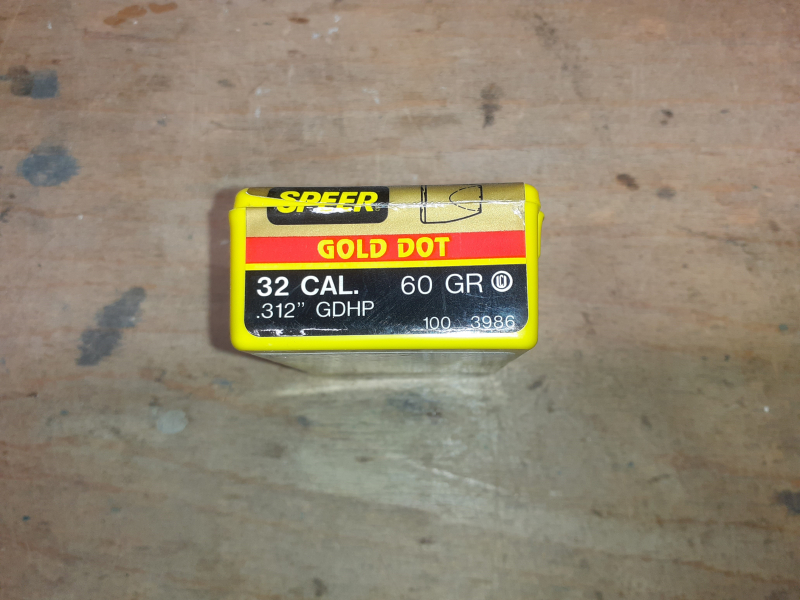 SPEER
GOLD DOT
32 CAL. 60 GR
.312" GDHP
100 3986